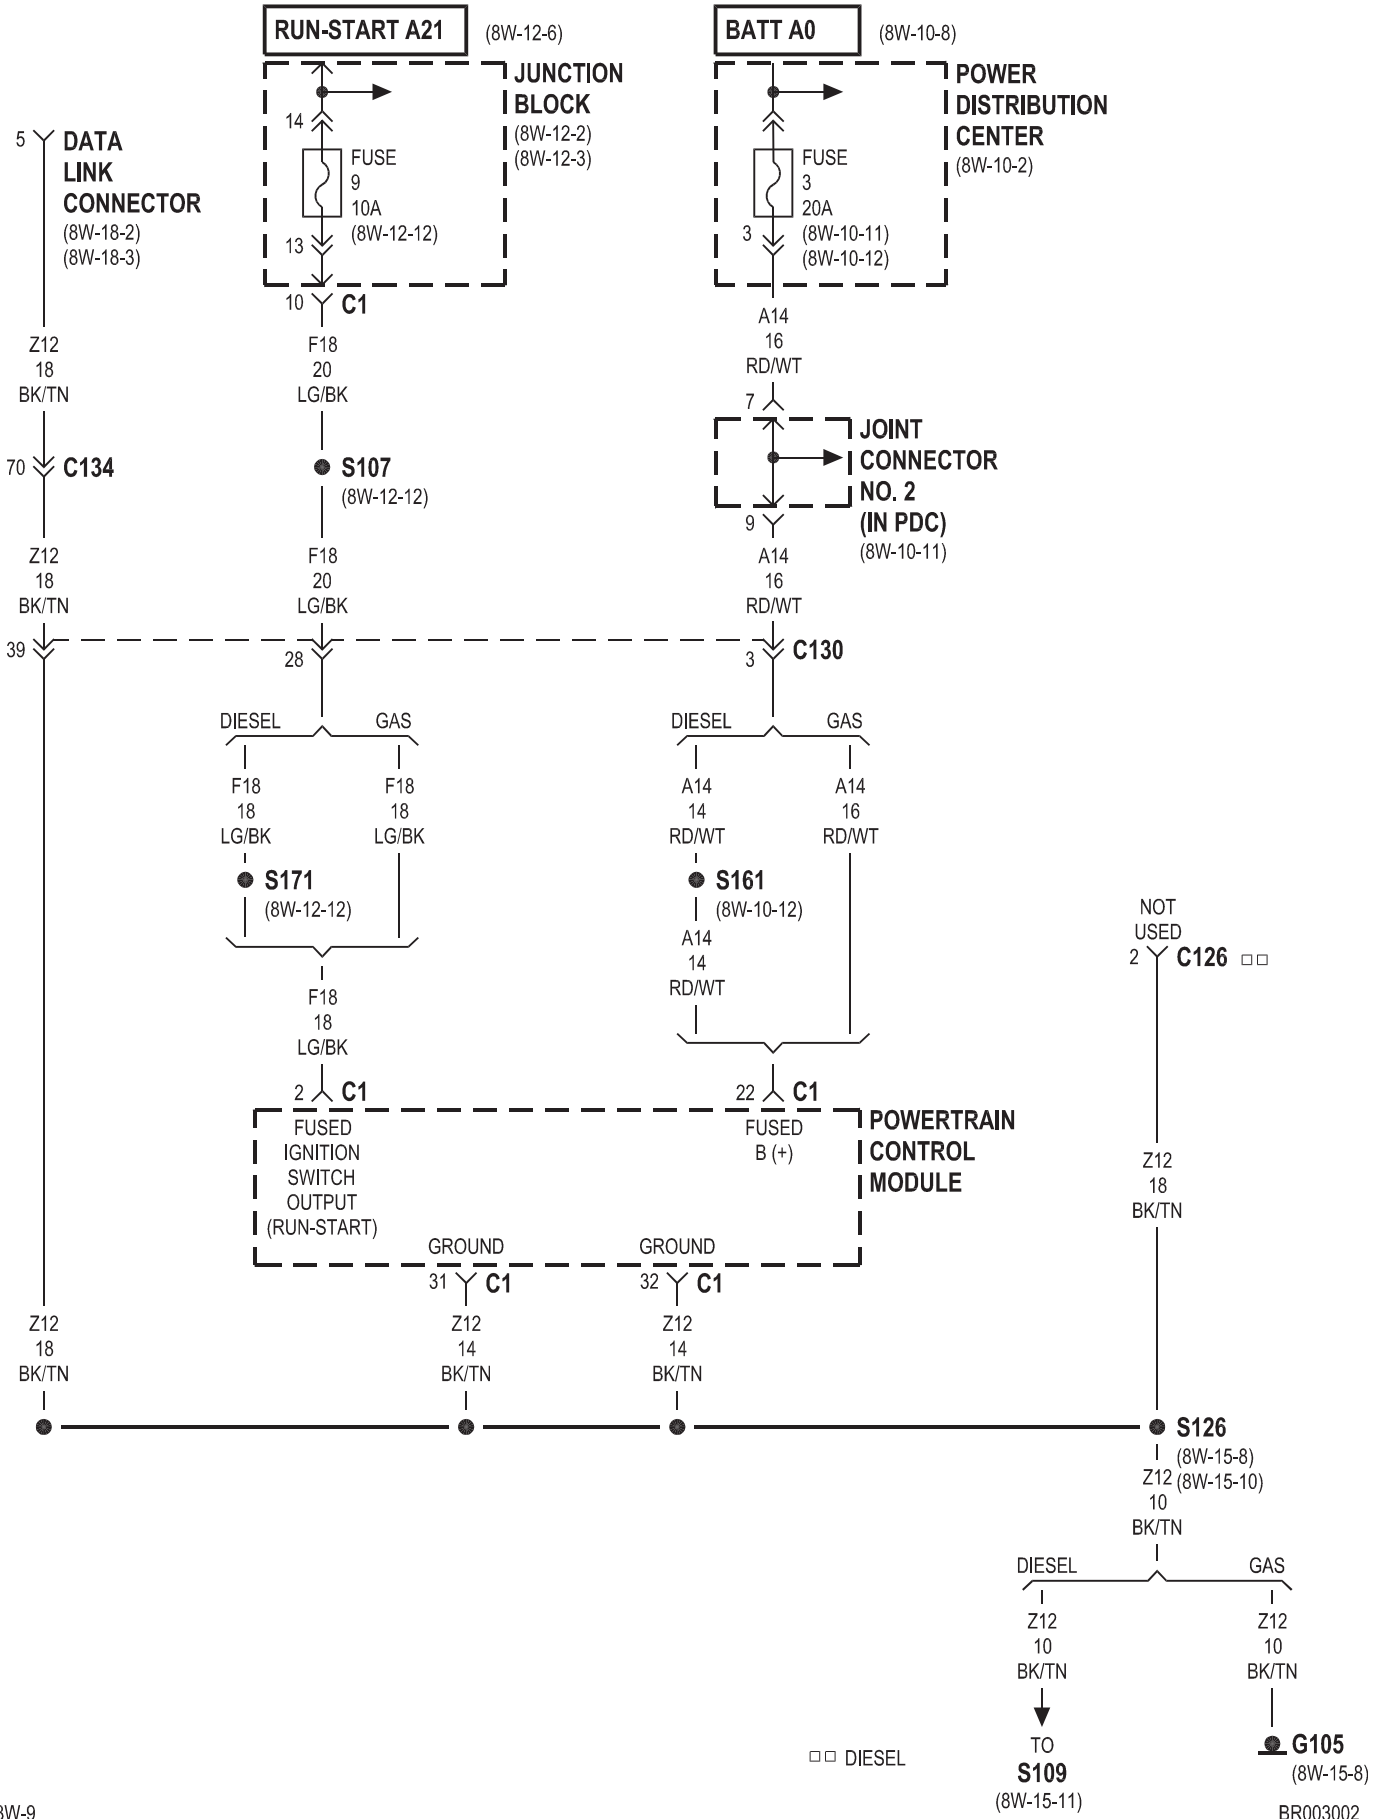 RUN-START A21
(8W-12-6)
BATT A0
(8W-10-8)
JUNCTION
BLOCK
(8W-12-2)
(8W-12-3)
14
FUSE
9
10A
(8W-12-12)
13
10
C1
POWER
DISTRIBUTION
CENTER
(8W-10-2)
FUSE
3
20A
(8W-10-11)
(8W-10-12)
3
5
DATA
LINK
CONNECTOR
(8W-18-2)
(8W-18-3)
Z12
18
BK/TN
F18
20
LG/BK
A14
16
RD/WT
7
JOINT
CONNECTOR
NO. 2
(IN PDC)
(8W-10-11)
9
70
C134
S107
(8W-12-12)
Z12
18
BK/TN
F18
20
LG/BK
A14
16
RD/WT
39
28
3
C130
DIESEL
GAS
DIESEL
GAS
F18
18
LG/BK
F18
18
LG/BK
A14
14
RD/WT
A14
16
RD/WT
S171
(8W-12-12)
S161
(8W-10-12)
A14
14
RD/WT
F18
18
LG/BK
NOT
USED
2
C126
2
C1
22
C1
FUSED
IGNITION
SWITCH
OUTPUT
(RUN-START)
FUSED
B (+)
POWERTRAIN
CONTROL
MODULE
GROUND
GROUND
31
C1
32
C1
Z12
18
BK/TN
Z12
18
BK/TN
Z12
14
BK/TN
Z12
14
BK/TN
S126
(8W-15-8)
(8W-15-10)
Z12
10
BK/TN
DIESEL
GAS
Z12
10
BK/TN
Z12
10
BK/TN
TO
S109
(8W-15-11)
G105
(8W-15-8)
DIESEL
8W-9
BR003002